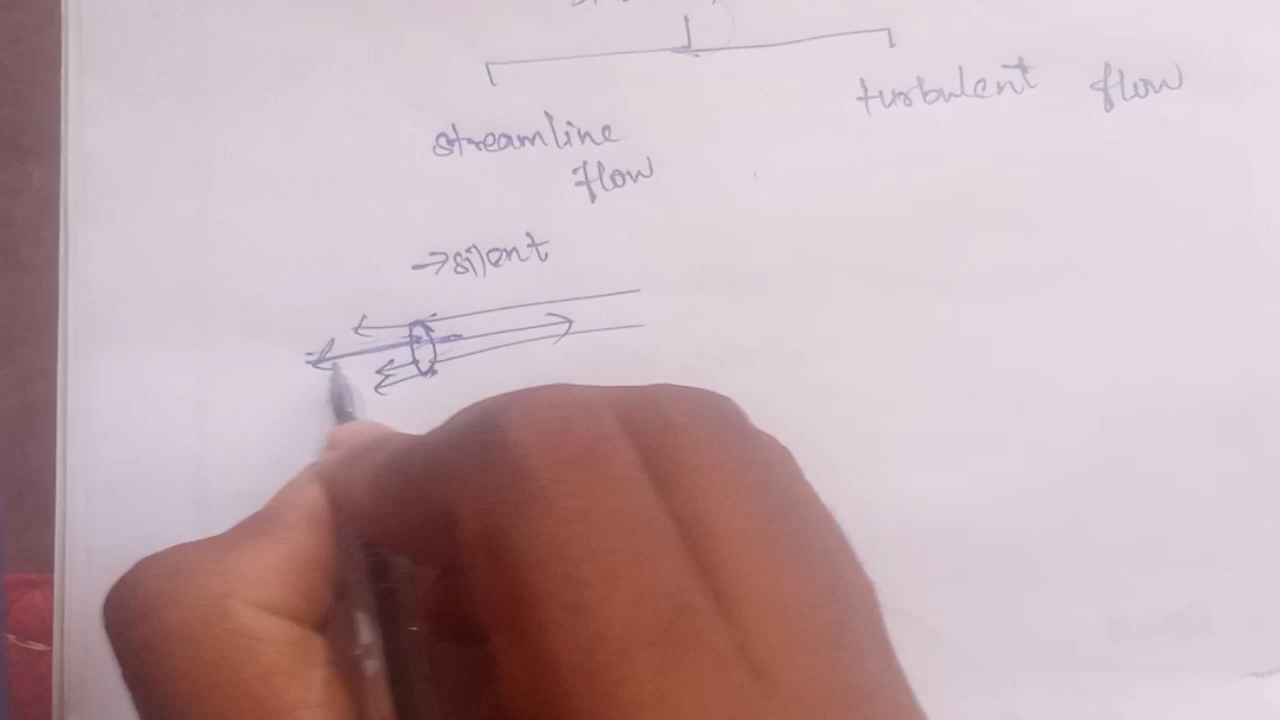 turbulent flow
streamline
flow
→silent